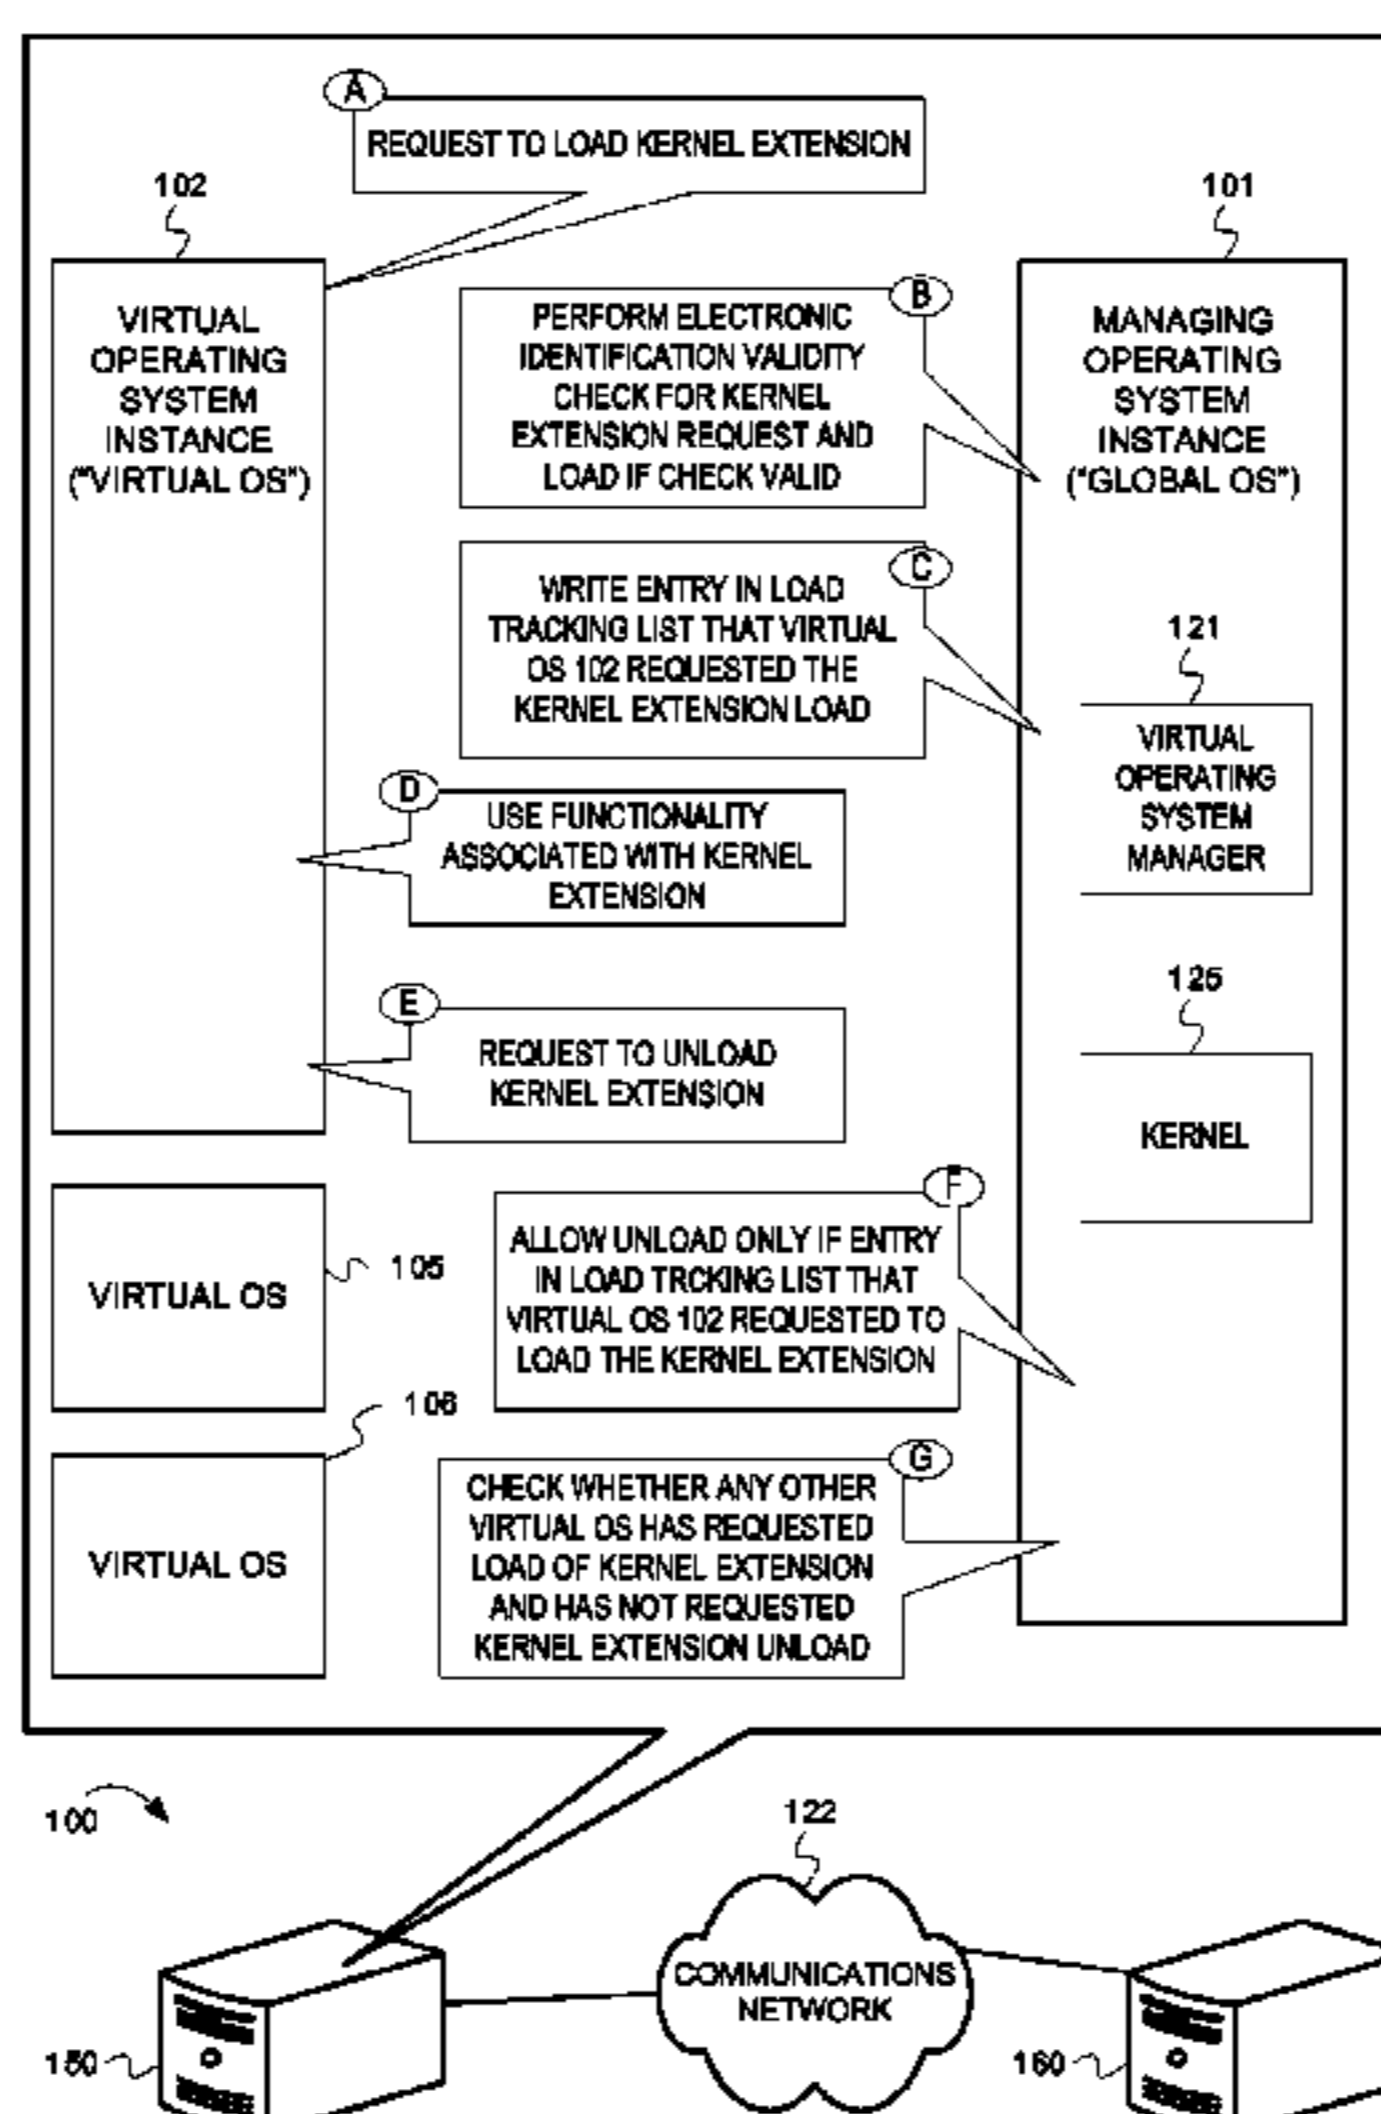 A
REQUEST TO LOAD KERNEL EXTENSION
102
101
VIRTUAL
OPERATING
SYSTEM
INSTANCE
("VIRTUAL OS")
B
PERFORM ELECTRONIC
IDENTIFICATION VALIDITY
CHECK FOR KERNEL
EXTENSION REQUEST AND
LOAD IF CHECK VALID
MANAGING
OPERATING
SYSTEM
INSTANCE
("GLOBAL OS")
C
WRITE ENTRY IN LOAD
TRACKING LIST THAT VIRTUAL
OS 102 REQUESTED THE
KERNEL EXTENSION LOAD
121
VIRTUAL
OPERATING
SYSTEM
MANAGER
D
USE FUNCTIONALITY
ASSOCIATED WITH KERNEL
EXTENSION
E
REQUEST TO UNLOAD
KERNEL EXTENSION
125
KERNEL
VIRTUAL OS
105
F
ALLOW UNLOAD ONLY IF ENTRY
IN LOAD TRCKING LIST THAT
VIRTUAL OS 102 REQUESTED TO
LOAD THE KERNEL EXTENSION
106
VIRTUAL OS
G
CHECK WHETHER ANY OTHER
VIRTUAL OS HAS REQUESTED
LOAD OF KERNEL EXTENSION
AND HAS NOT REQUESTED
KERNEL EXTENSION UNLOAD
100
122
COMMUNICATIONS
NETWORK
150
160